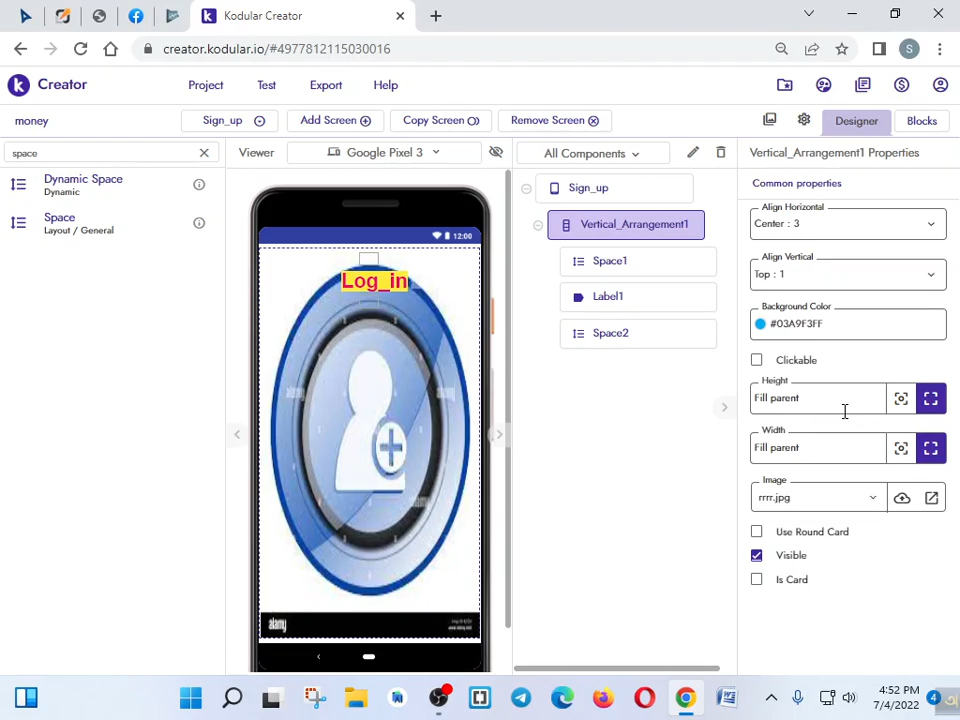 Kodular Creator
creator.kodular.io/#4977812115030016
S
Creator
Project
Test
Export
Help
money
Sign_up
Add Screen
Copy Screen
Remove Screen
Designer
Blocks
space
Viewer
Google Pixel 3
All Components
Vertical_Arrangement1 Properties
Dynamic Space
Dynamic
Space
Layout / General
12:00
Log_in
alamy
Sign_up
Vertical_Arrangement1
Space1
Label1
Space2
Common properties
Align Horizontal
Center : 3
Align Vertical
Top : 1
Background Color
#03A9F3FF
Clickable
Height
Fill parent
Width
Fill parent
Image
rrrr.jpg
Use Round Card
Visible
Is Card
4:52 PM
7/4/2022
4